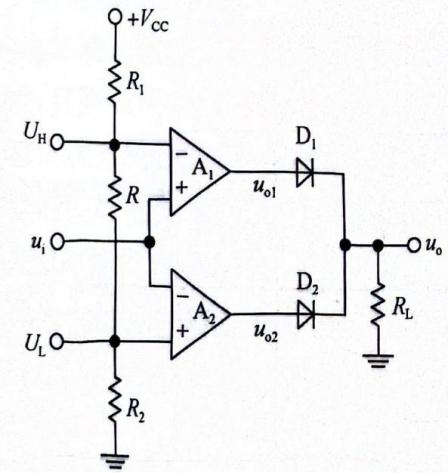 +V_CC
R_1
U_H
A_1
−
+
D_1
u_o1
R
u_i
u_o
A_2
−
+
D_2
u_o2
R_L
U_L
R_2